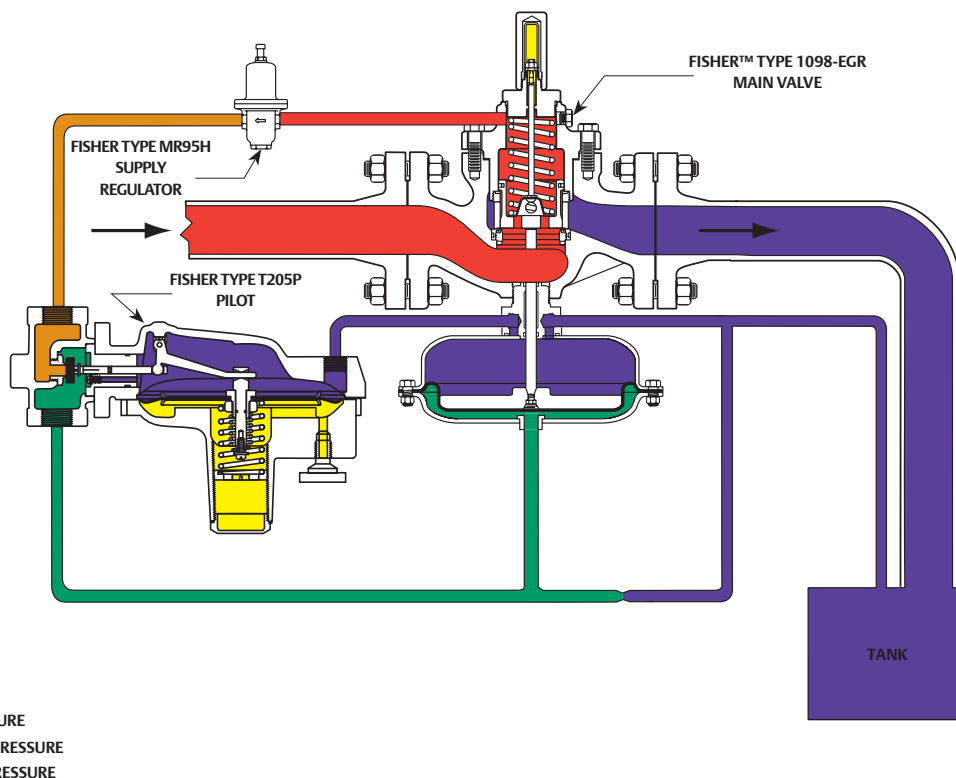 FISHER™ TYPE 1098-EGR
MAIN VALVE
FISHER TYPE MR95H
SUPPLY
REGULATOR
FISHER TYPE T205P
PILOT
TANK
URE
RESSURE
RESSURE